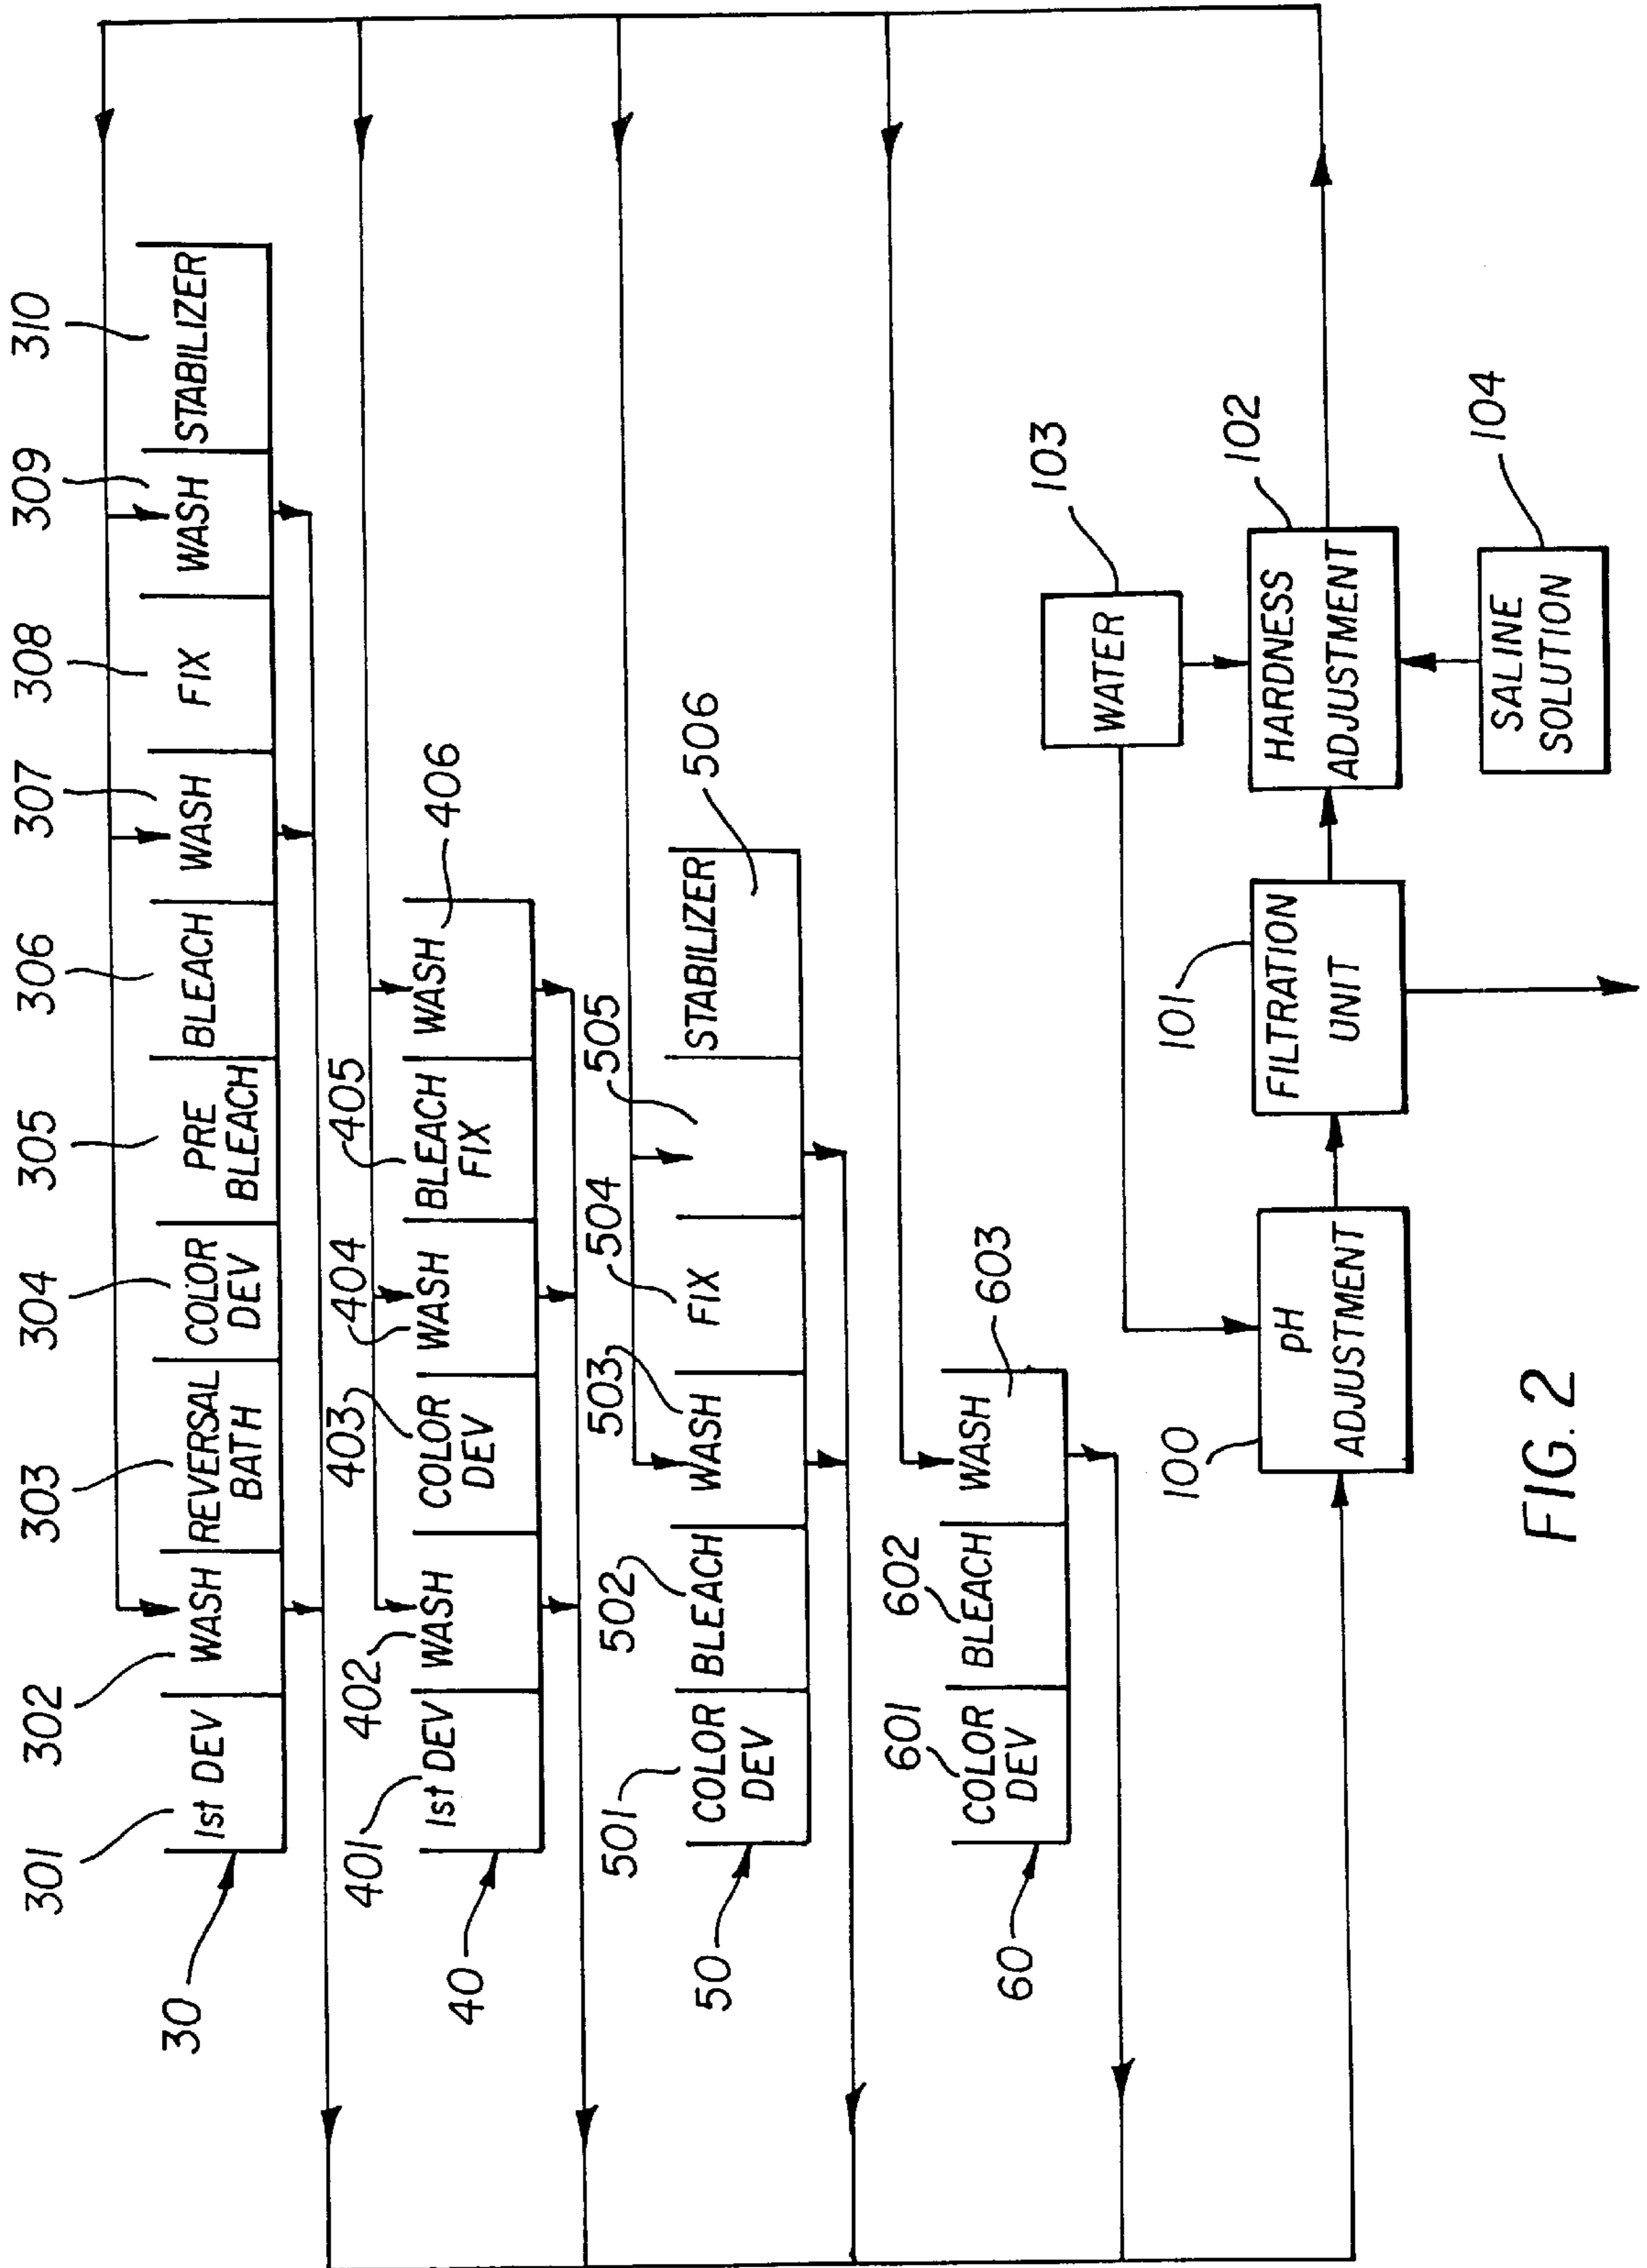 301
302
303
304
305
306
307
308
309
310
1st DEV
WASH
REVERSAL
BATH
COLOR
DEV
PRE
BLEACH
BLEACH
WASH
FIX
WASH
STABILIZER
30
401
402
403
404
405
406
1st DEV
WASH
COLOR
DEV
WASH
BLEACH
FIX
WASH
40
501
502
503
504
505
506
COLOR
DEV
BLEACH
WASH
FIX
STABILIZER
50
601
602
603
COLOR
DEV
BLEACH
WASH
60
WATER
103
100
pH
ADJUSTMENT
101
FILTRATION
UNIT
HARDNESS
ADJUSTMENT
102
SALINE
SOLUTION
104
FIG. 2